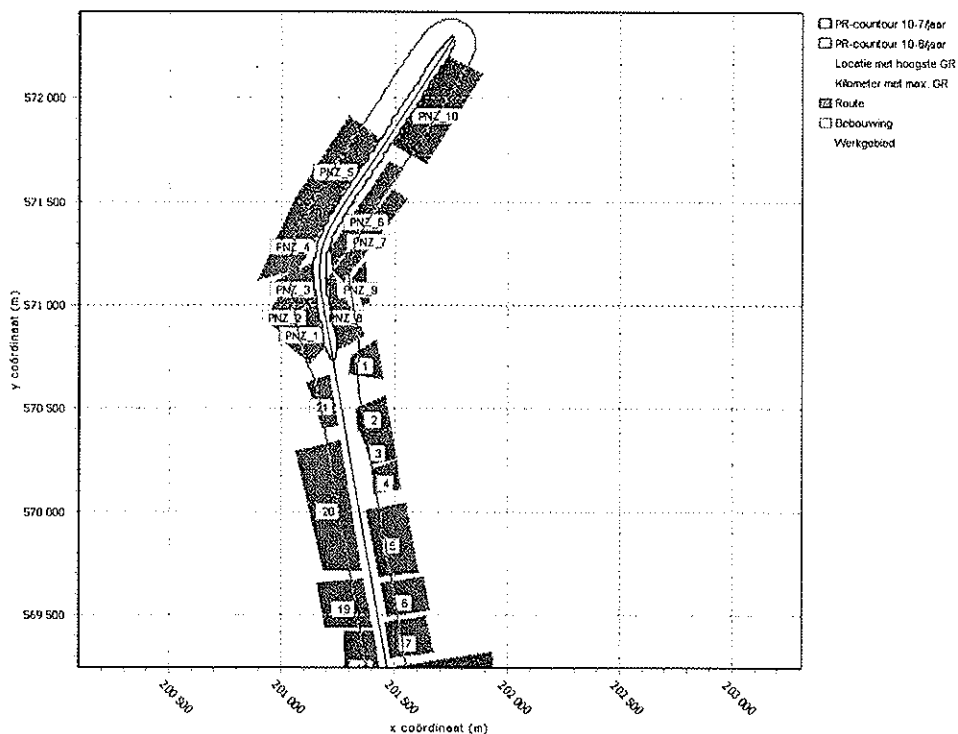 PR-countour 10-7/jaar
PR-countour 10-6/jaar
Locatie met hoogste GR
Kilometer met max. GR
Route
Bebouwing
Werkgebied
572 000
571 500
571 000
570 500
570 000
569 500
y coördinaat (m)
PNZ_10
PNZ_5
PNZ_6
PNZ_7
PNZ_4
PNZ_3
PNZ_9
PNZ_2
PNZ_8
PNZ_1
1
2
3
4
20
5
19
6
7
200 500
201 000
201 500
202 000
202 500
203 000
x coördinaat (m)